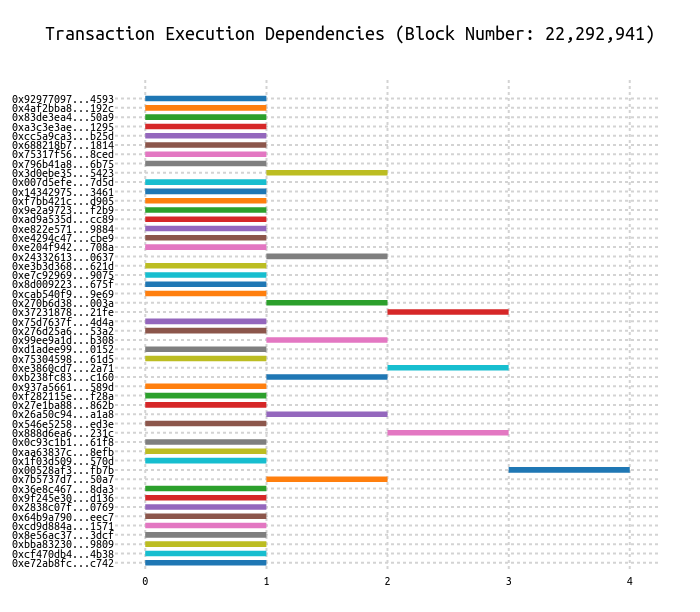 Transaction Execution Dependencies (Block Number: 22,292,941)
0x92977097...4593
0x4af2bba8...192c
0x83de3ea4...50a9
0xa3c3e3ae...1295
0xcc5a9ca3...b25d
0x688218b7...1814
0x75317f56...8ced
0x796b41a8...6b75
0x3d0ebe35...5423
0x007d5efe...7d5d
0x14342975...3461
0xf7bb421c...d905
0x9e2a9723...f2b9
0xad9a535d...cc89
0xe822e571...9884
0xe4294c47...cbe9
0xe204f942...708a
0x24332613...0637
0xe3b3d368...621d
0xe7c92969...9075
0x8d009223...675f
0xcab540f9...9e69
0x270b6d38...003a
0x37231878...21fe
0x75d7637f...4d4a
0x276d25a6...53a2
0x99ee9a1d...b308
0xd1adee99...0152
0x75304598...61d5
0xe3860cd7...2a71
0xb238fc83...c160
0x937a5661...589d
0xf282115e...f28a
0x27e1ba88...862b
0x26a50c94...a1a8
0x546e5258...ed3e
0x888d6ea6...231c
0x0c93c1b1...61f8
0xaa63837c...8efb
0x1f03d509...570d
0x00528af3...fb7b
0x7b5737d7...50a7
0x36e8c467...8da3
0x9f245e30...d136
0x2838c07f...0769
0x64b9a790...eec7
0xcd9d884a...1571
0x8e56ac37...3dcf
0xbba83230...9809
0xcf470db4...4b38
0xe72ab8fc...c742
0 1 2 3 4